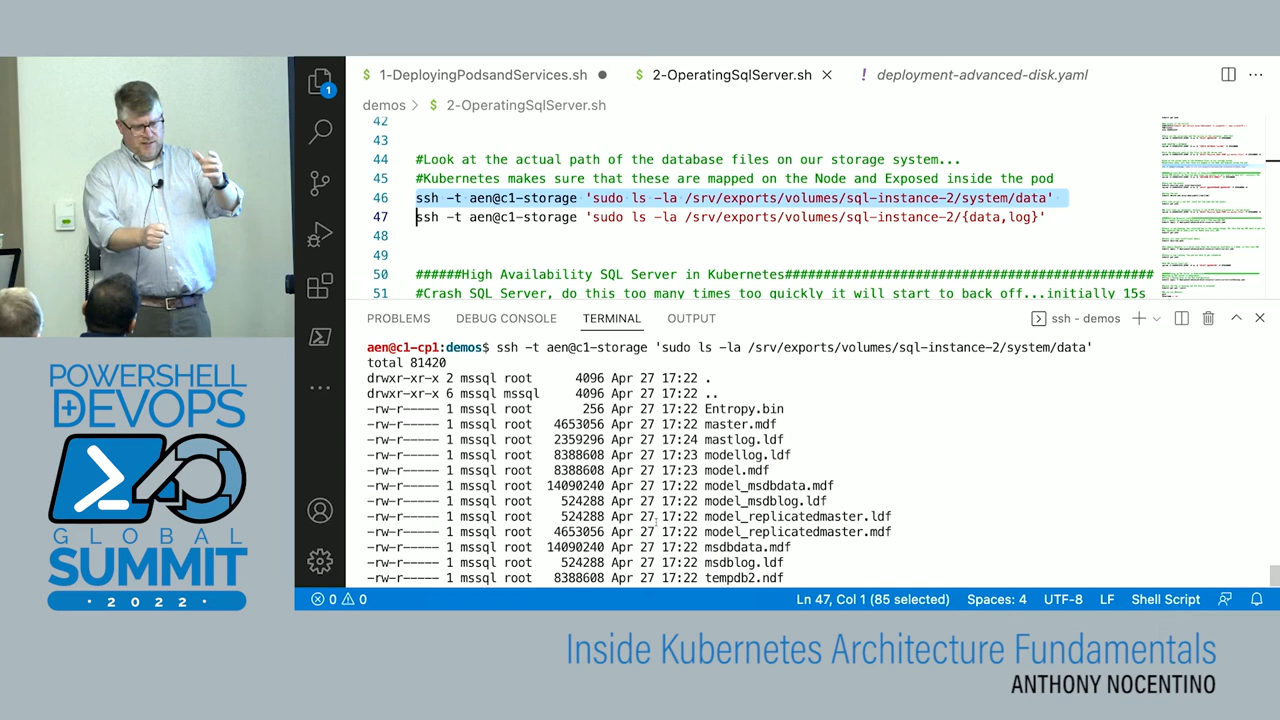 1-DeployingPodsandServices.sh
2-OperatingSqlServer.sh
deployment-advanced-disk.yaml
demos > $ 2-OperatingSqlServer.sh
42
43
44 #Look at the actual path of the database files on our storage system...
45 #Kubernetes ensures that these are mounted on the Node and Exposed inside the pod
46 ssh -t aen@c1-storage 'sudo ls -la /srv/exports/volumes/sql-instance-2/system/data'
47 ssh -t aen@c1-storage 'sudo ls -la /srv/exports/volumes/sql-instance-2/{data,log}'
48
49
50
51 #Crash SQL Server, do this too many times too quickly it will start to back off...initially 15s
PROBLEMS DEBUG CONSOLE TERMINAL OUTPUT
ssh - demos
aen@c1-cp1:demos$ ssh -t aen@c1-storage 'sudo ls -la /srv/exports/volumes/sql-instance-2/system/data'
total 81420
drwxr-xr-x 2 mssql root 4096 Apr 27 17:22 .
drwxr-xr-x 6 mssql mssql 4096 Apr 27 17:22 ..
-rw-r----- 1 mssql root 256 Apr 27 17:22 Entropy.bin
-rw-r----- 1 mssql root 4653056 Apr 27 17:22 master.mdf
-rw-r----- 1 mssql root 2359296 Apr 27 17:24 mastlog.ldf
-rw-r----- 1 mssql root 8388608 Apr 27 17:23 modellog.ldf
-rw-r----- 1 mssql root 8388608 Apr 27 17:23 model.mdf
-rw-r----- 1 mssql root 14090240 Apr 27 17:22 model_msdbdata.mdf
-rw-r----- 1 mssql root 524288 Apr 27 17:22 model_msdblog.ldf
-rw-r----- 1 mssql root 524288 Apr 27 17:22 model_replicatedmaster.ldf
-rw-r----- 1 mssql root 4653056 Apr 27 17:22 model_replicatedmaster.mdf
-rw-r----- 1 mssql root 14090240 Apr 27 17:22 msdbdata.mdf
-rw-r----- 1 mssql root 524288 Apr 27 17:22 msdblog.ldf
-rw-r----- 1 mssql root 8388608 Apr 27 17:22 tempdb2.ndf
0 0
Ln 47, Col 1 (85 selected) Spaces: 4 UTF-8 LF Shell Script
POWERSHELL
DEVOPS
GLOBAL
SUMMIT
· 2022 ·
Inside Kubernetes Architecture Fundamentals
ANTHONY NOCENTINO